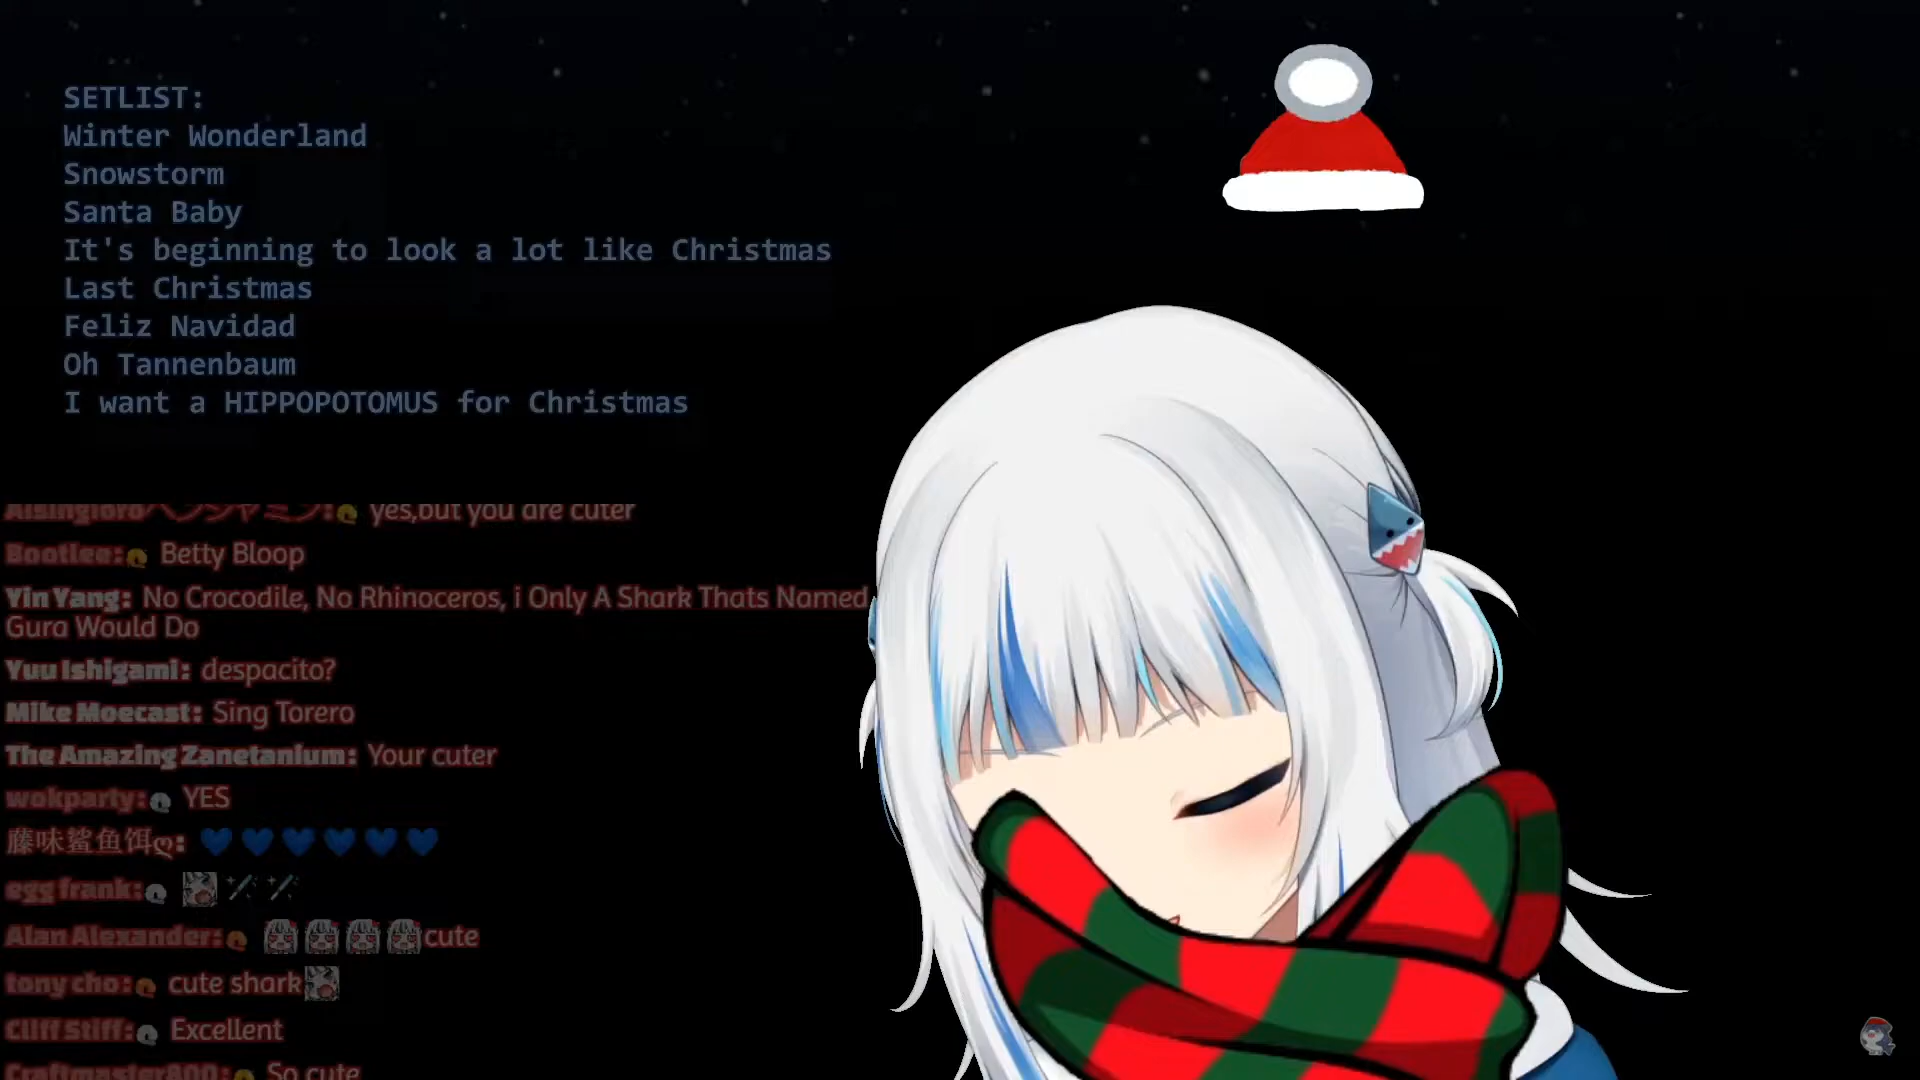 SETLIST:
Winter Wonderland
Snowstorm
Santa Baby
It's beginning to look a lot like Christmas
Last Christmas
Feliz Navidad
Oh Tannenbaum
I want a HIPPOPOTOMUS for Christmas
yes,but you are cuter
Bootlee: Betty Bloop
Yin Yang: No Crocodile, No Rhinoceros, i Only A Shark Thats Named
Gura Would Do
Yuu Ishigami: despacito?
Mike Moecast: Sing Torero
The Amazing Zanetanium: Your cuter
wokparty: YES
藤味鲨鱼饵ღ: 💙💙💙💙💙💙
egg frank:
Alan Alexander: cute
tony cho: cute shark
Cliff Stiff: Excellent
Craftmaster800: So cute